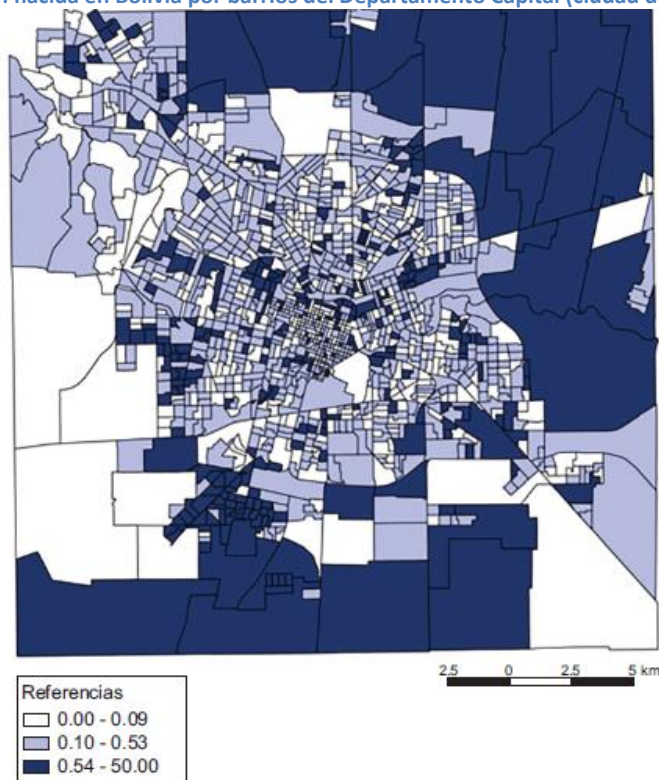 nacida en Bolivia por barrios del Departamento Capital (ciudad d
2.5 0 2.5 5 km
Referencias
0.00 - 0.09
0.10 - 0.53
0.54 - 50.00